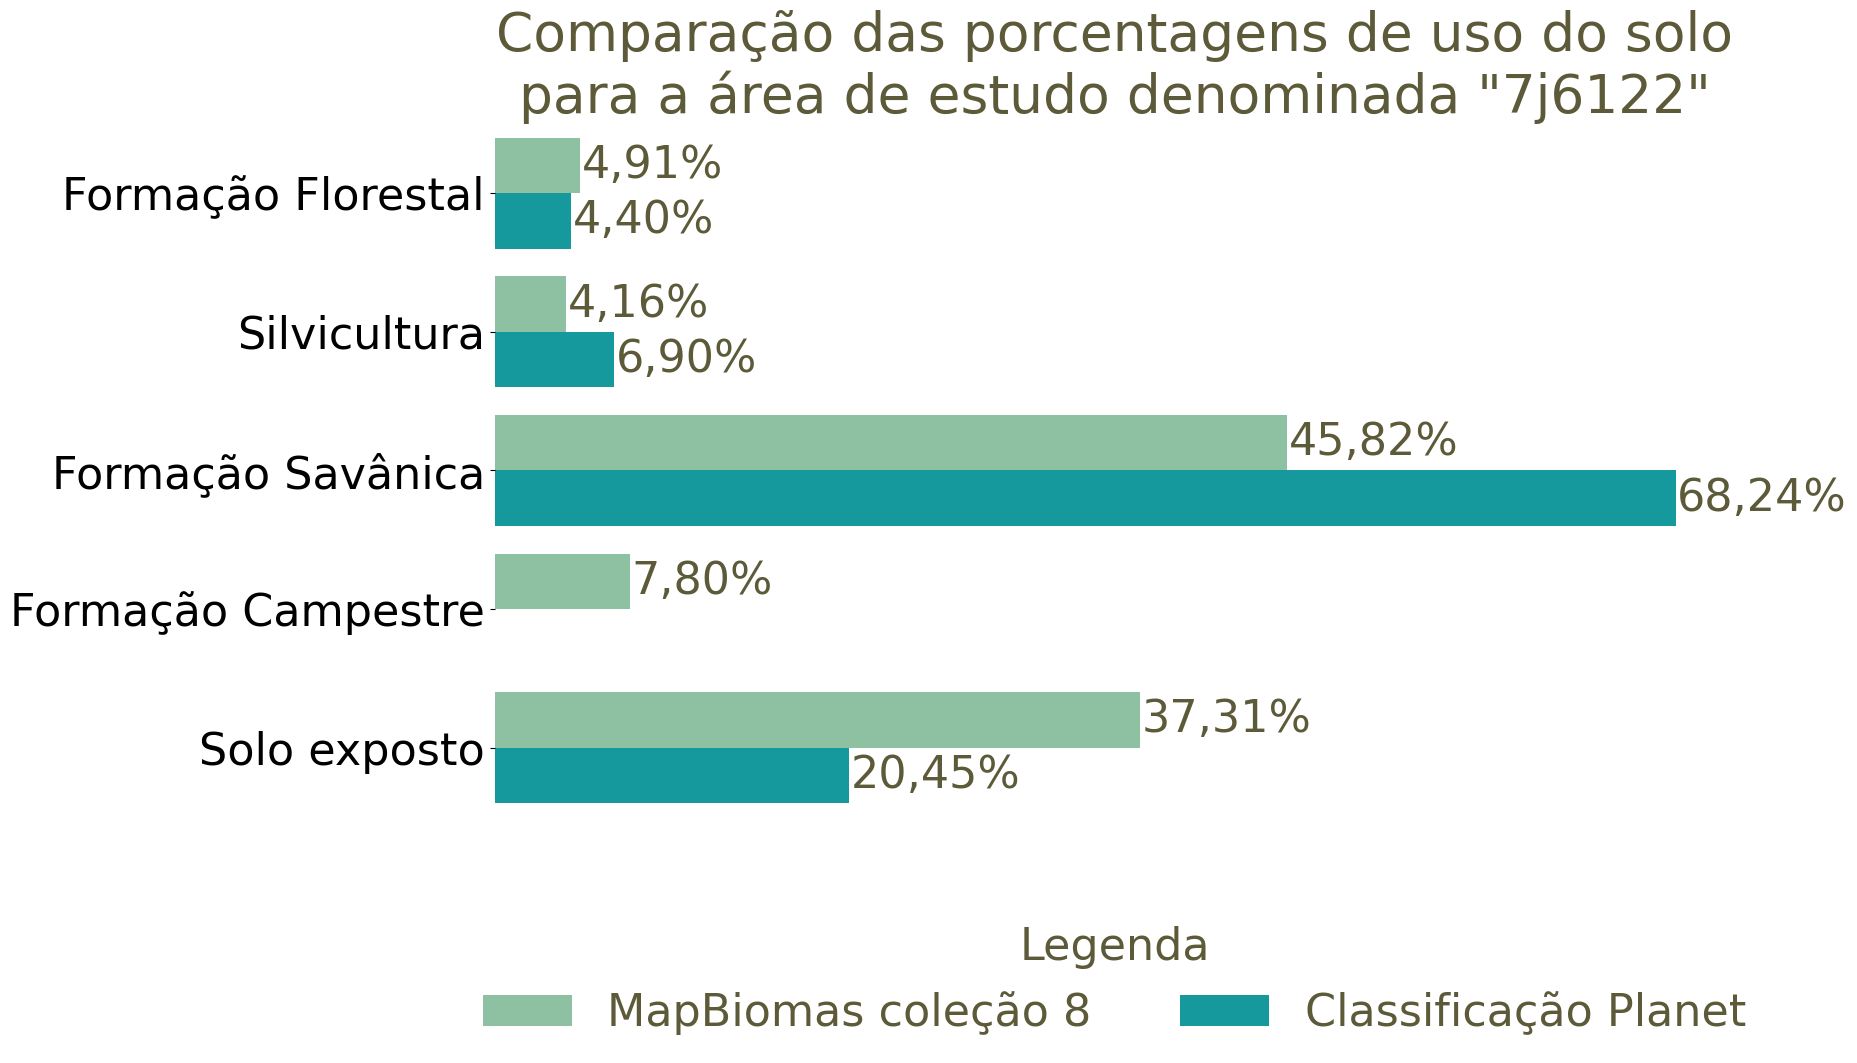 Comparação das porcentagens de uso do solo
para a área de estudo denominada "7j6122"
Formação Florestal
4,91%
4,40%
Silvicultura
4,16%
6,90%
Formação Savânica
45,82%
68,24%
Formação Campestre
7,80%
Solo exposto
37,31%
20,45%
Legenda
MapBiomas coleção 8
Classificação Planet